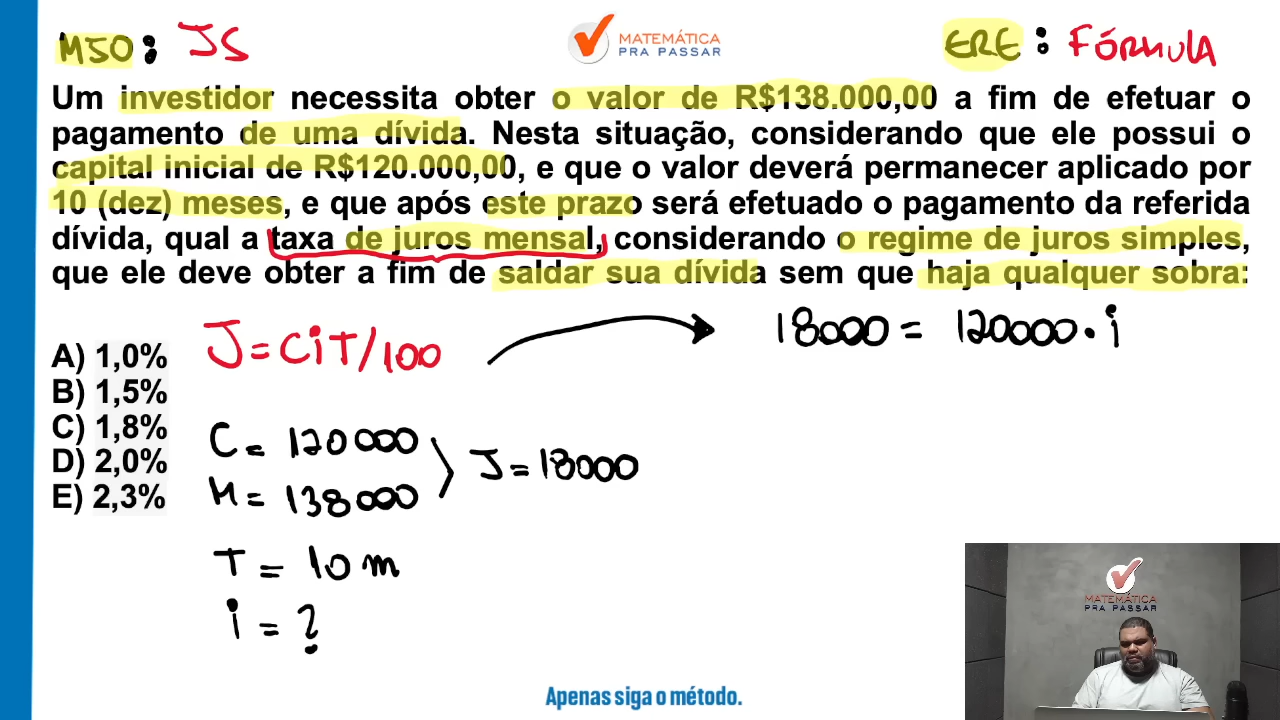 MJO: JS
MATEMÁTICA
PRA PASSAR
ERE: FÓRMULA
Um investidor necessita obter o valor de R$138.000,00 a fim de efetuar o
pagamento de uma dívida. Nesta situação, considerando que ele possui o
capital inicial de R$120.000,00, e que o valor deverá permanecer aplicado por
10 (dez) meses, e que após este prazo será efetuado o pagamento da referida
dívida, qual a taxa de juros mensal, considerando o regime de juros simples,
que ele deve obter a fim de saldar sua dívida sem que haja qualquer sobra:
A) 1,0%
B) 1,5%
C) 1,8%
D) 2,0%
E) 2,3%
J=CiT/100
18000 = 120000.i
C = 120000
M = 138000
J = 18000
T = 10 m
i = ?
MATEMÁTICA
PRA PASSAR
Apenas siga o método.